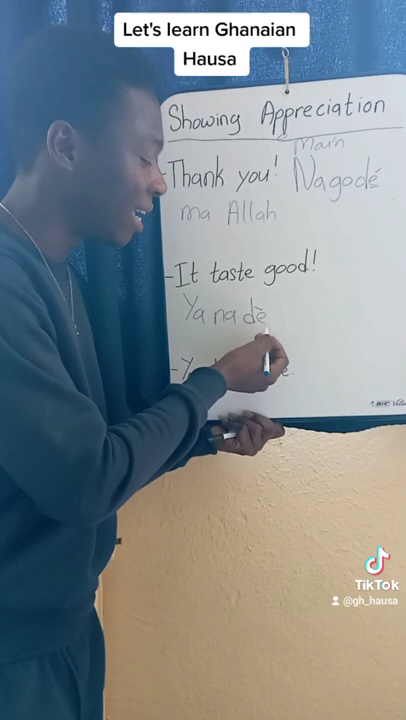 Let's learn Ghanaian
Hausa
Showing Appreciation
Main
Thank you! Nagodé
ma Allah
-It taste good!
Ya na dè
TikTok
@gh_hausa